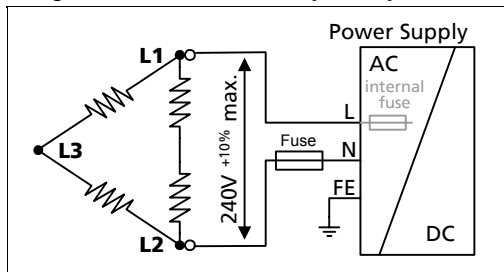 Power Supply
L1
AC
internal
fuse
L
240V +10% max.
Fuse
N
L3
FE
L2
DC